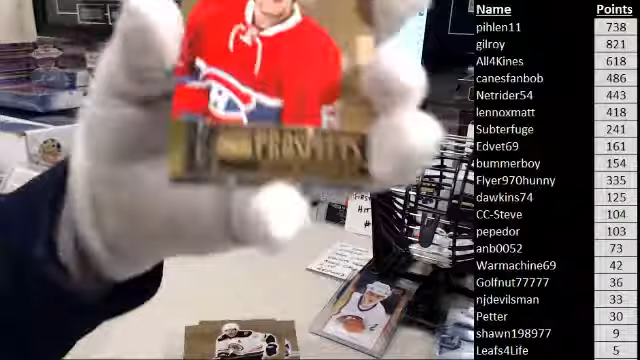 Name Points
pihlen11 738
gilroy 821
All4Kines 618
canesfanbob 486
Netrider54 443
lennoxmatt 418
Subterfuge 241
Edvet69 161
bummerboy 154
Flyer970hunny 335
dawkins74 125
CC-Steve 104
pepedor 103
anb0052 73
Warmachine69 42
Golfnut77777 36
njdevilsman 33
Petter 30
shawn198977 9
Leafs4Life 5
PROSPECTS